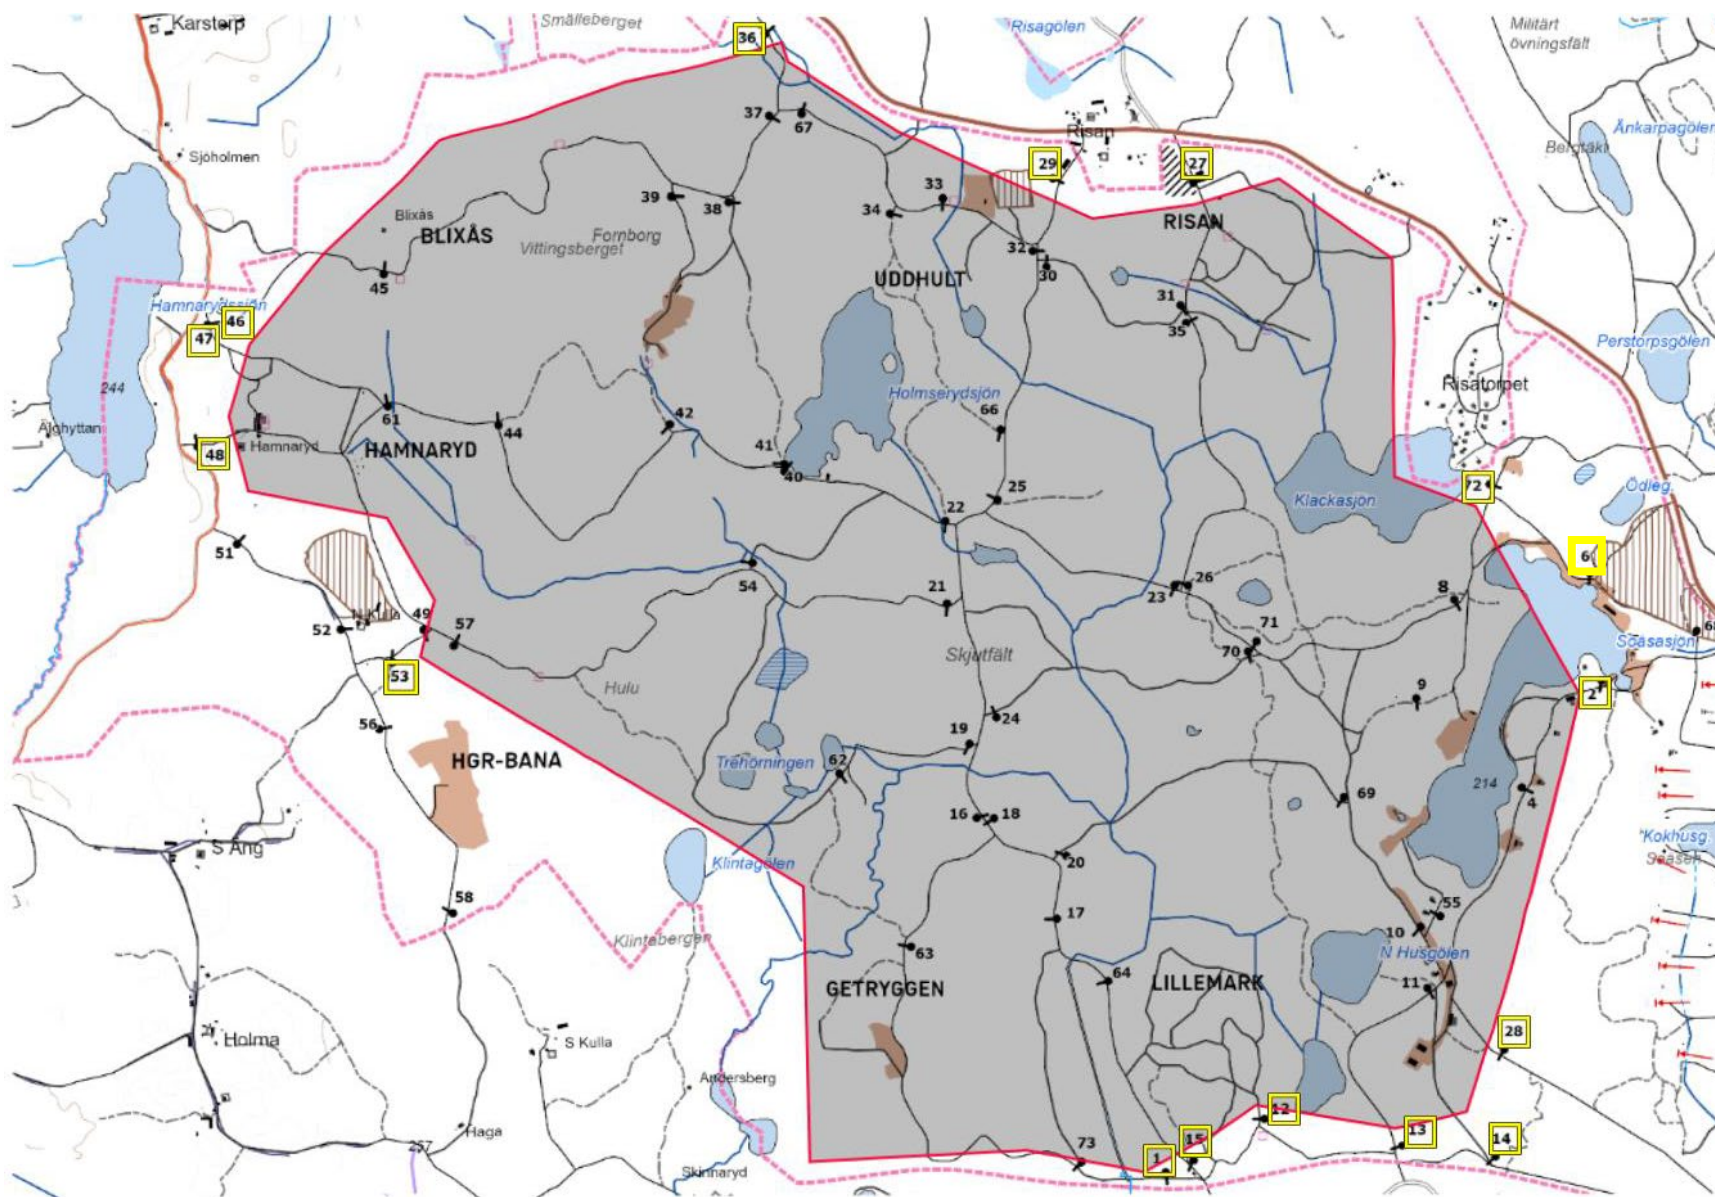 Karstorp
Smålleberget
36
Risagölen
Militärt
övningsfält
37
67
Risan
Änkarpagölen
Bergtäkt
Sjöholmen
29
27
39
38
33
34
Blixås
BLIXÅS
Fornborg
Vittingsberget
RISAN
32
30
UDDHULT
45
31
35
Hamnarydssjön
46
47
Perstorpsgölen
244
Holmserydsjön
Risatorpet
66
61
44
42
Älghyttan
48
Hamnaryd
HAMNARYD
41
40
25
72
Ödleg.
Klackasjön
22
51
6
54
21
23
26
8
N Kulla
49
52
57
71
70
Söasasjön
Skjutfält
53
Hulu
9
2
56
24
19
HGR-BANA
Trehörningen
62
214
4
69
16
18
Kokhusg.
S Äng
Klintagölen
20
58
17
55
10
Klintabergen
63
N Husgölen
GETRYGGEN
64
LILLEMARK
11
Holma
S Kulla
28
Andersberg
12
Haga
13
14
15
1
73
Skinnaryd